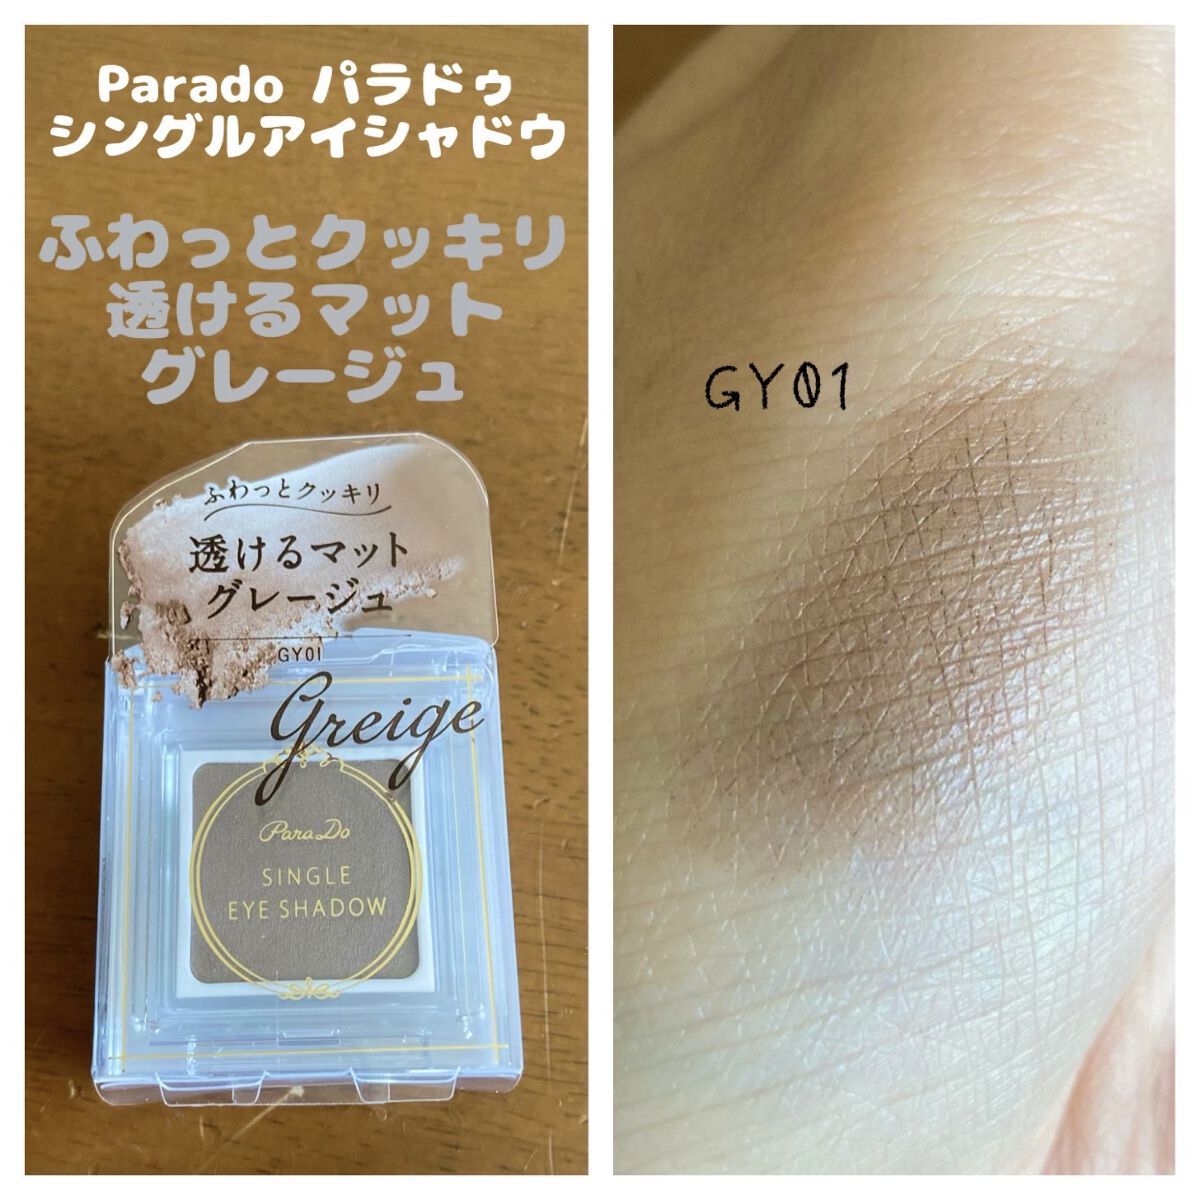 Parado パラドゥ
シングルアイシャドウ
ふわっとクッキリ
透けるマット
グレージュ
ふわっとクッキリ
透けるマット
グレージュ
GY01
Greige
ParaDo
SINGLE
EYE SHADOW
GY01